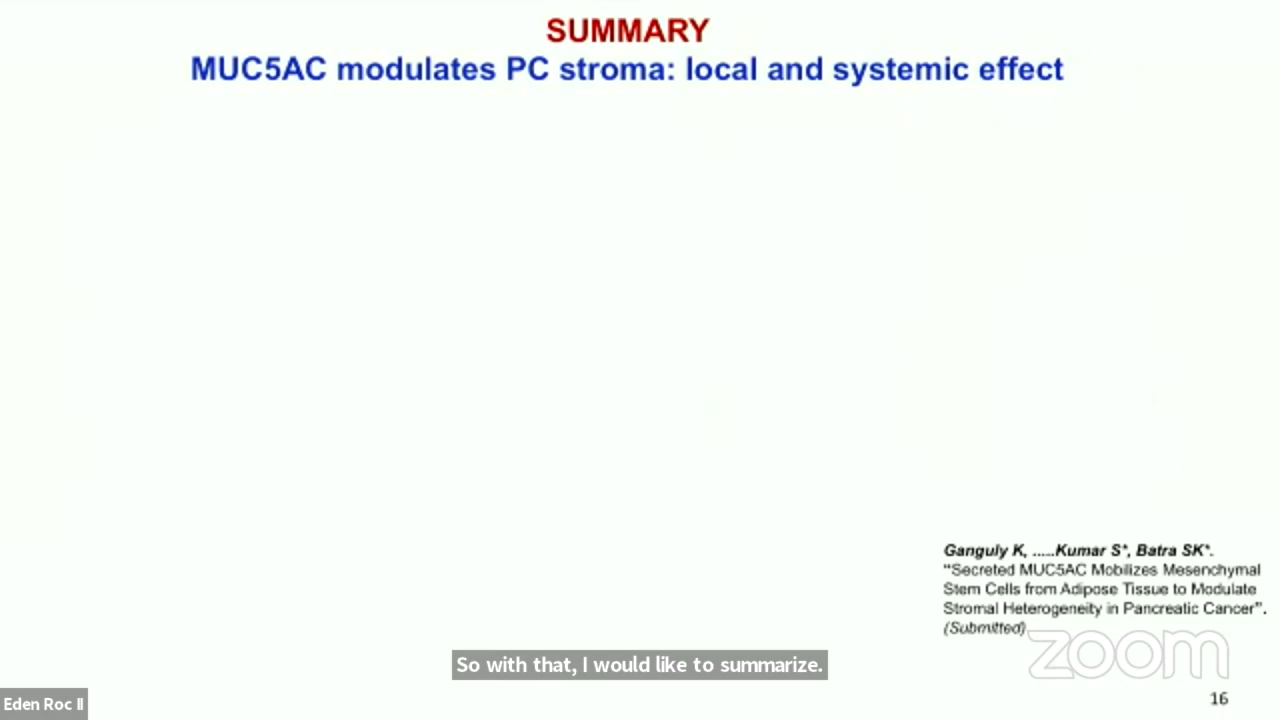 SUMMARY
MUC5AC modulates PC stroma: local and systemic effect
Ganguly K, .....Kumar S*, Batra SK*.
"Secreted MUC5AC Mobilizes Mesenchymal
Stem Cells from Adipose Tissue to Modulate
Stromal Heterogeneity in Pancreatic Cancer".
(Submitted)
zoom
So with that, I would like to summarize.
16
Eden Roc II